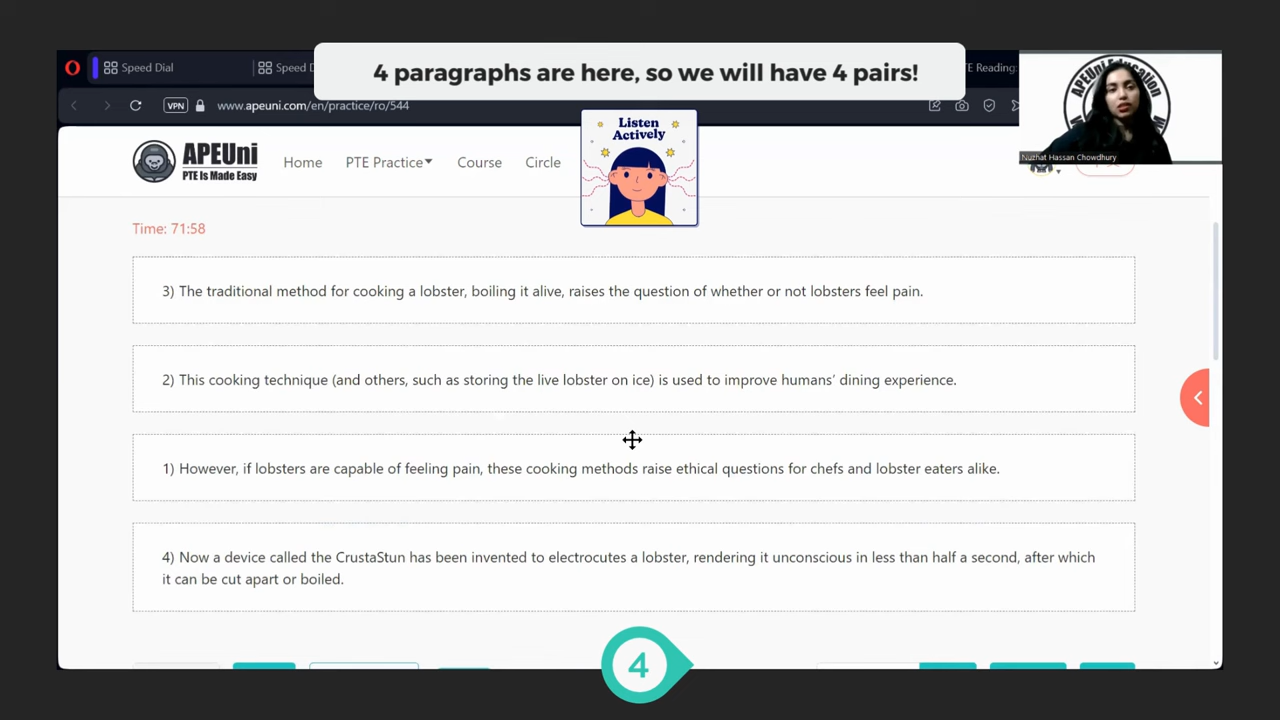 4 paragraphs are here, so we will have 4 pairs!
Speed Dial
Speed D
TE Reading:
VPN
www.apeuni.com/en/practice/ro/544
Listen
Actively
Nuzhat Hassan Chowdhury
APEUni
PTE Is Made Easy
Home
PTE Practice
Course
Circle
Time: 71:58
3) The traditional method for cooking a lobster, boiling it alive, raises the question of whether or not lobsters feel pain.
2) This cooking technique (and others, such as storing the live lobster on ice) is used to improve humans’ dining experience.
1) However, if lobsters are capable of feeling pain, these cooking methods raise ethical questions for chefs and lobster eaters alike.
4) Now a device called the CrustaStun has been invented to electrocutes a lobster, rendering it unconscious in less than half a second, after which
it can be cut apart or boiled.
4